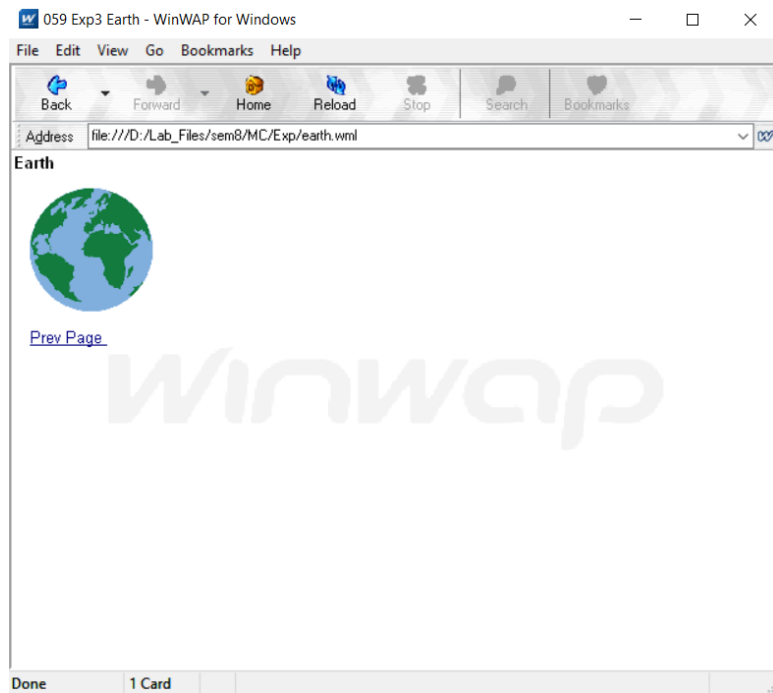 059 Exp3 Earth - WinWAP for Windows
File Edit View Go Bookmarks Help
Back Forward Home Reload Stop Search Bookmarks
Address file:///D:/Lab_Files/sem8/MC/Exp/earth.wml
Earth
Prev Page
Winwap
Done 1 Card